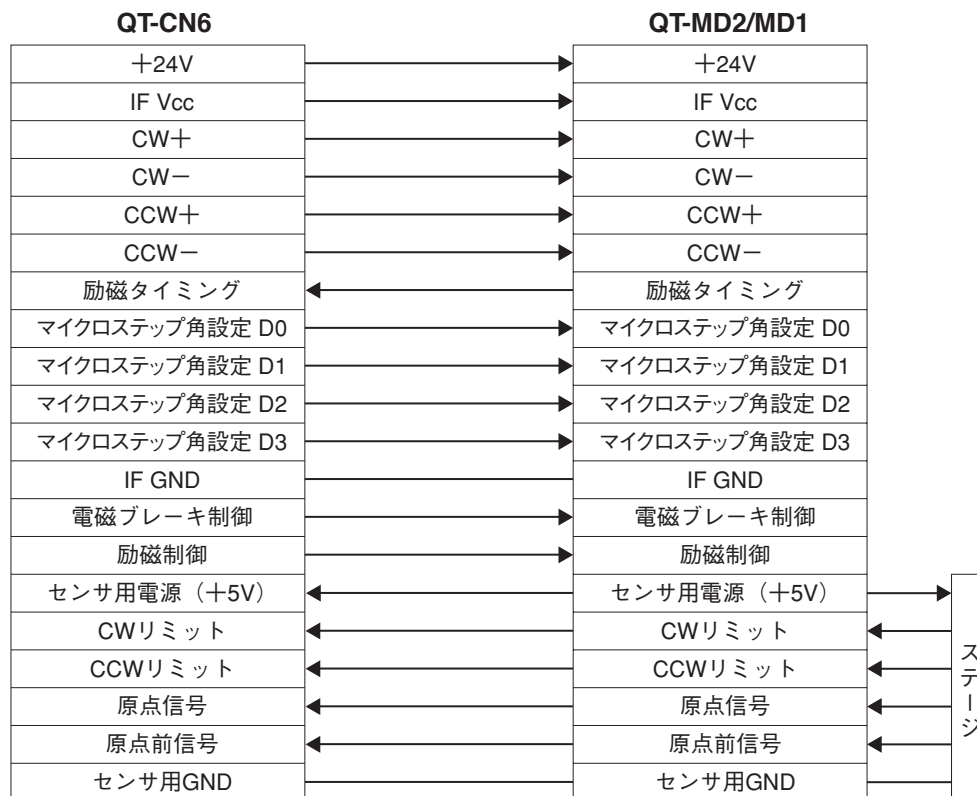 QT-CN6 QT-MD2/MD1
＋24V ＋24V
IF Vcc IF Vcc
CW＋ CW＋
CW－ CW－
CCW＋ CCW＋
CCW－ CCW－
励磁タイミング 励磁タイミング
マイクロステップ角設定 D0 マイクロステップ角設定 D0
マイクロステップ角設定 D1 マイクロステップ角設定 D1
マイクロステップ角設定 D2 マイクロステップ角設定 D2
マイクロステップ角設定 D3 マイクロステップ角設定 D3
IF GND IF GND
電磁ブレーキ制御 電磁ブレーキ制御
励磁制御 励磁制御
センサ用電源（＋5V） センサ用電源（＋5V）
CWリミット CWリミット
CCWリミット CCWリミット
原点信号 原点信号
原点前信号 原点前信号
センサ用GND センサ用GND
ステージ